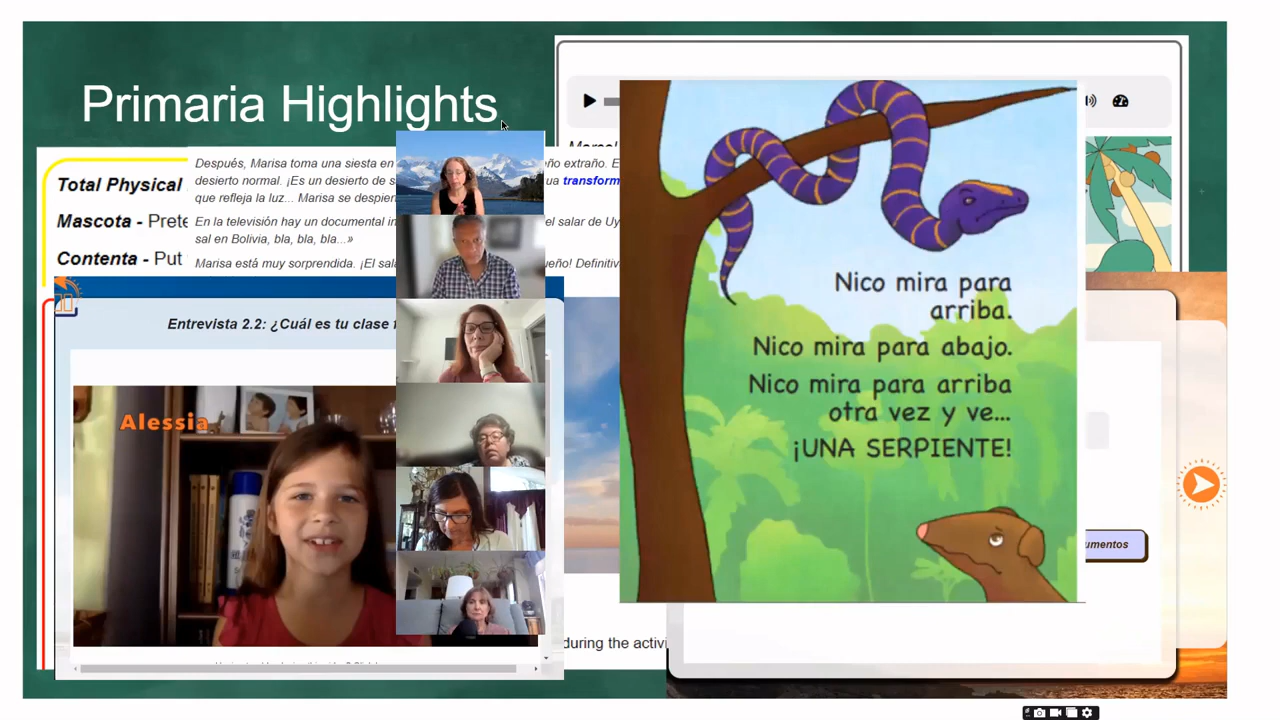 Primaria Highlights
Total Physical
Mascota - Prete
Contenta - Put
Después, Marisa toma una siesta en
ño extraño. E
desierto normal. ¡Es un desierto de s
ua transform
que refleja la luz... Marisa se despier
En la televisión hay un documental in
el salar de Uy
sal en Bolivia, bla, bla, bla...»
Marisa está muy sorprendida. ¡El sala
ueño! Definitiv
Entrevista 2.2: ¿Cuál es tu clase f
Alessia
Nico mira para
arriba.
Nico mira para abajo.
Nico mira para arriba
otra vez y ve...
¡UNA SERPIENTE!
umentos
during the activi